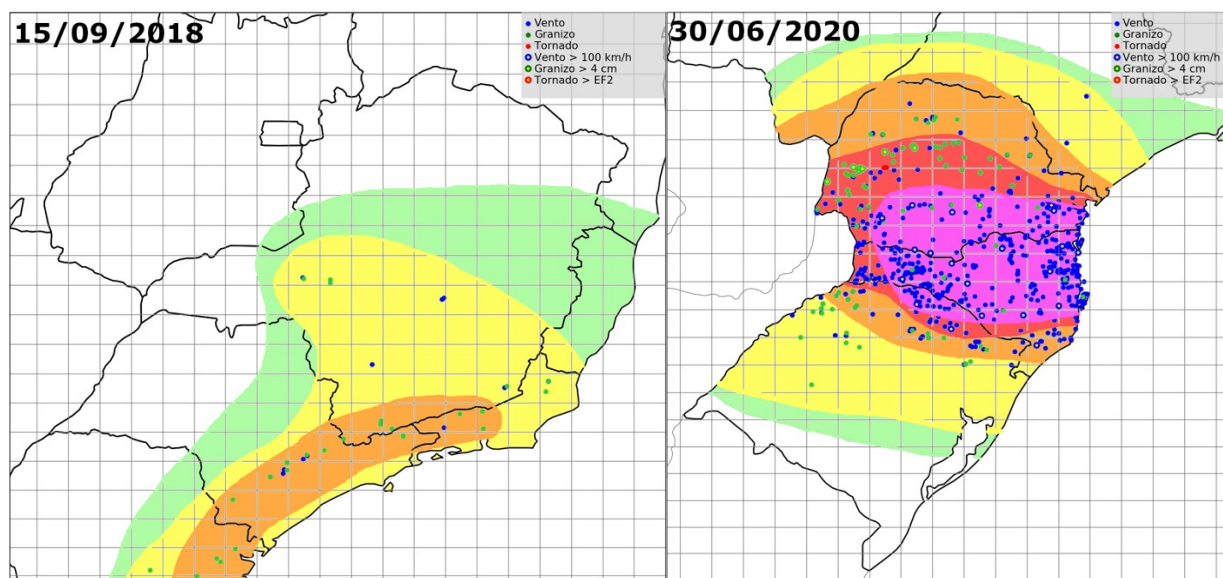 15/09/2018
Vento
Granizo
Tornado
Vento > 100 km/h
Granizo > 4 cm
Tornado > EF2
30/06/2020
Vento
Granizo
Tornado
Vento > 100 km/h
Granizo > 4 cm
Tornado > EF2